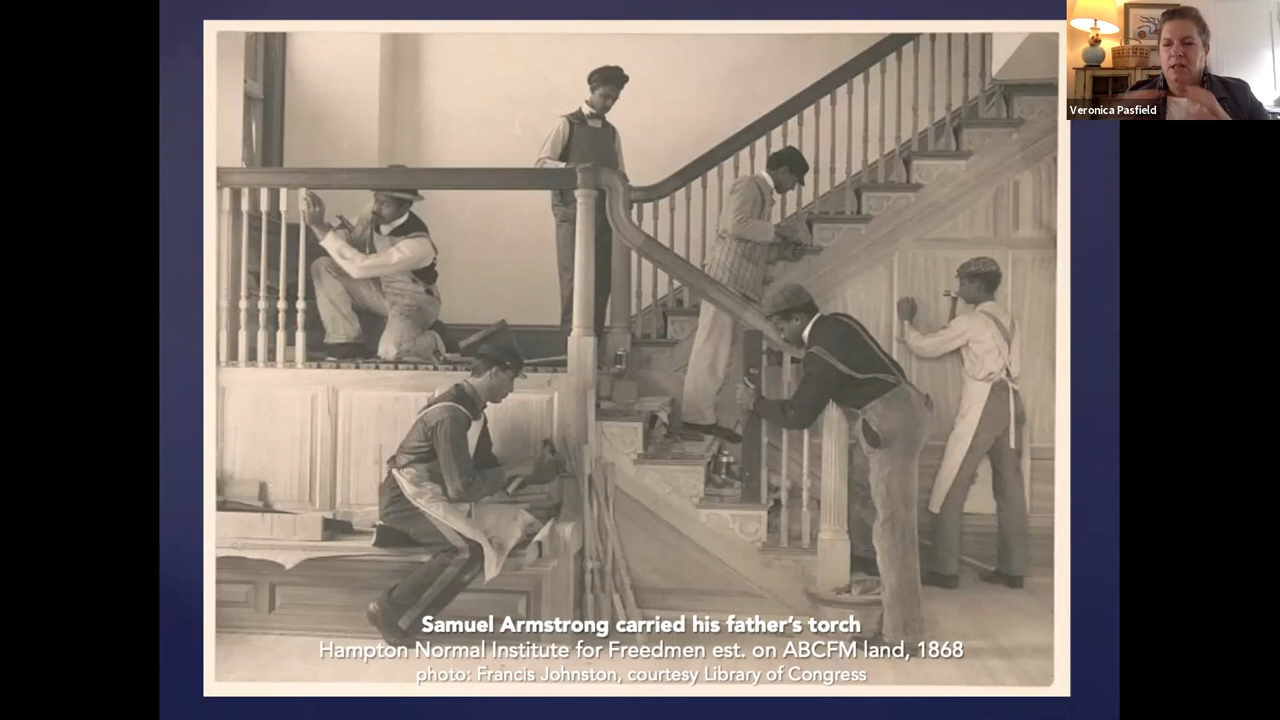 Veronica Pasfield
Samuel Armstrong carried his father's torch
Hampton Normal Institute for Freedmen est. on ABCFM land, 1868
photo: Francis Johnston, courtesy Library of Congress